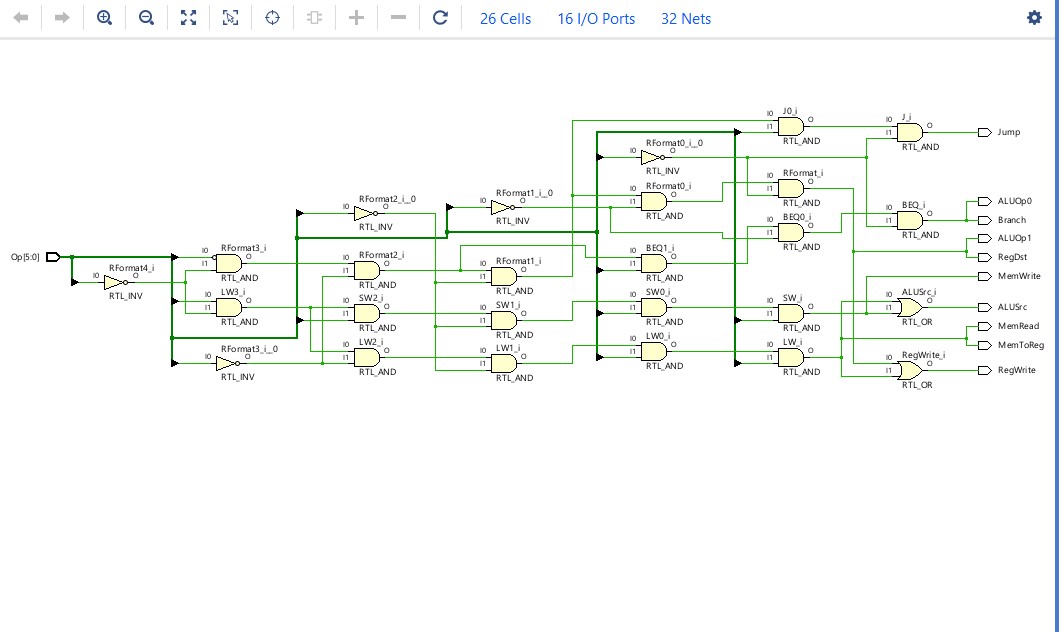 26 Cells 16 I/O Ports 32 Nets
J0_i
I0 O
I1
RTL_AND
J_i
I0 O
I1
RTL_AND
Jump
RFormat0_i__0
I0 O
RTL_INV
RFormat_i
I0 O
I1
RTL_AND
RFormat0_i
I0 O
I1
RTL_AND
RFormat1_i__0
I0 O
RTL_INV
RFormat2_i__0
I0 O
RTL_INV
BEQ_i
I0 O
I1
RTL_AND
ALUOp0
Branch
BEQ0_i
I0 O
I1
RTL_AND
ALUOp1
RegDst
Op[5:0]
RFormat4_i
I0 O
RTL_INV
RFormat3_i
I0 O
I1
RTL_AND
RFormat2_i
I0 O
I1
RTL_AND
RFormat1_i
I0 O
I1
RTL_AND
BEQ1_i
I0 O
I1
RTL_AND
MemWrite
LW3_i
I0 O
I1
RTL_AND
SW2_i
I0 O
I1
RTL_AND
SW1_i
I0 O
I1
RTL_AND
SW0_i
I0 O
I1
RTL_AND
SW_i
I0 O
I1
RTL_AND
ALUSrc_i
I0 O
I1
RTL_OR
ALUSrc
MemRead
MemToReg
RFormat3_i__0
I0 O
RTL_INV
LW2_i
I0 O
I1
RTL_AND
LW1_i
I0 O
I1
RTL_AND
LW0_i
I0 O
I1
RTL_AND
LW_i
I0 O
I1
RTL_AND
RegWrite_i
I0 O
I1
RTL_OR
RegWrite